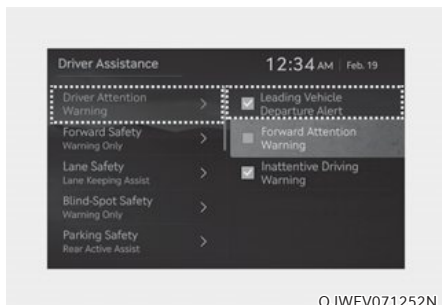 Driver Assistance
12:34 AM | Feb. 19
Driver Attention
Warning
Forward Safety
Warning Only
Lane Safety
Lane Keeping Assist
Blind-Spot Safety
Warning Only
Parking Safety
Rear Active Assist
Leading Vehicle
Departure Alert
Forward Attention
Warning
Inattentive Driving
Warning
OJWEV071252N